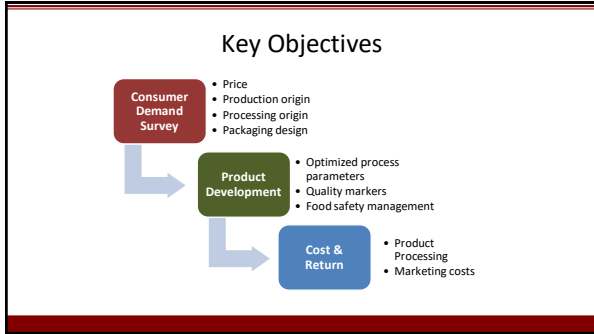 Key Objectives
Consumer
Demand
Survey
• Price
• Production origin
• Processing origin
• Packaging design
Product
Development
• Optimized process
parameters
• Quality markers
• Food safety management
Cost &
Return
• Product
Processing
• Marketing costs